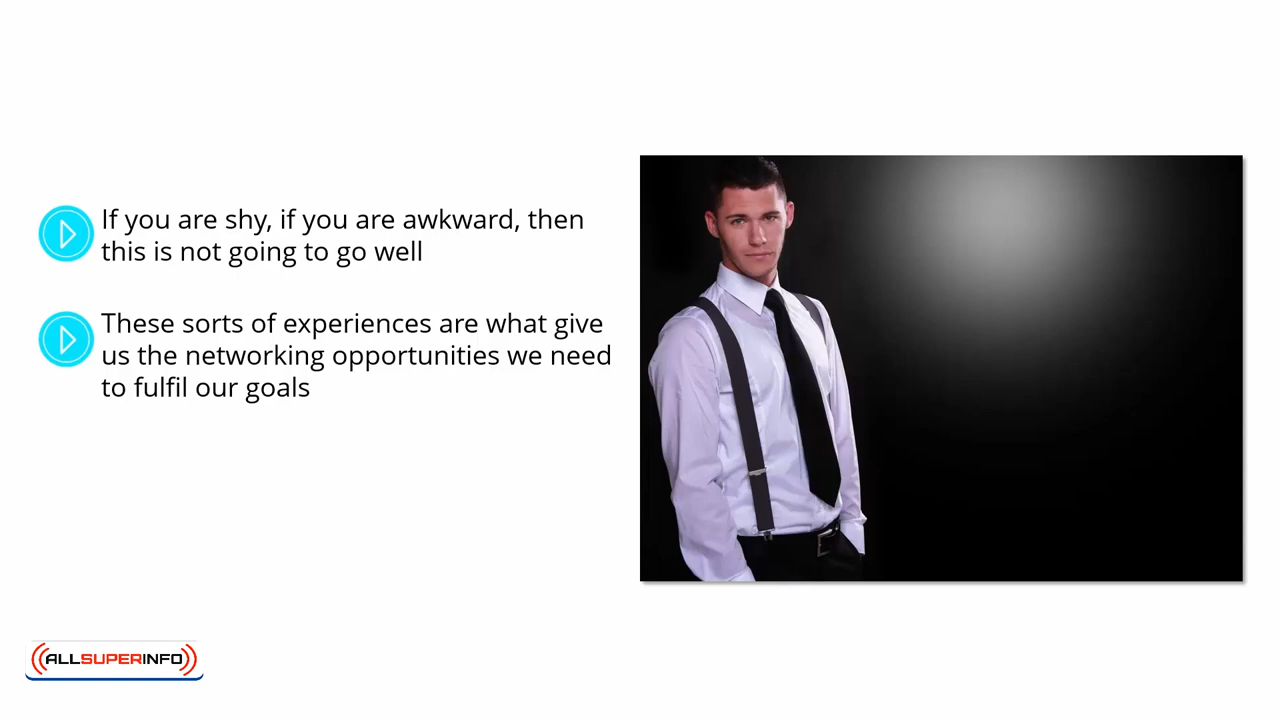 If you are shy, if you are awkward, then
this is not going to go well
These sorts of experiences are what give
us the networking opportunities we need
to fulfil our goals
ALLSUPERINFO